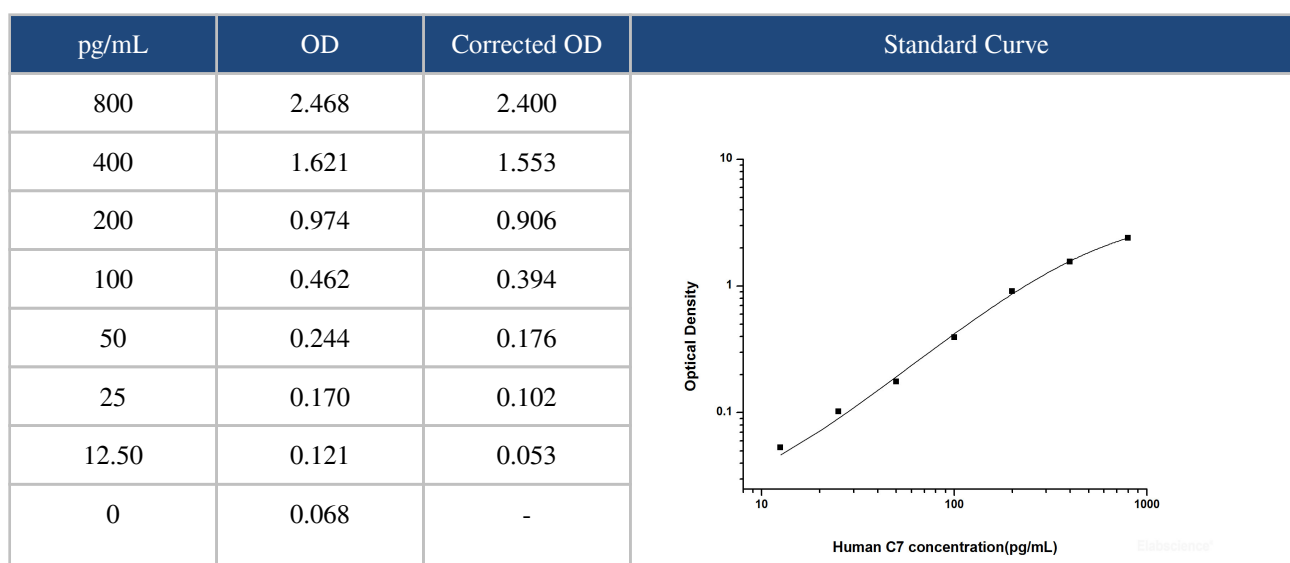 pg/mL OD Corrected OD Standard Curve
800 2.468 2.400
400 1.621 1.553
200 0.974 0.906
100 0.462 0.394
50 0.244 0.176
25 0.170 0.102
12.50 0.121 0.053
0 0.068 -
10
1
0.1
Optical Density
10 100 1000
Human C7 concentration(pg/mL)
Elabscience®